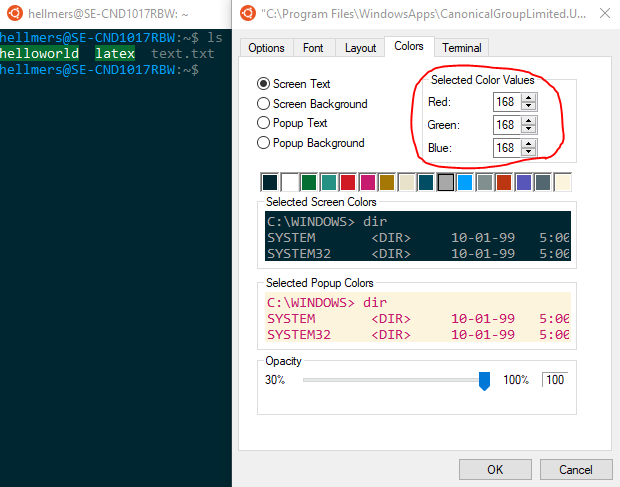 hellmers@SE-CND1017RBW: ~
hellmers@SE-CND1017RBW:~$ ls
helloworld latex text.txt
hellmers@SE-CND1017RBW:~$
"C:\Program Files\WindowsApps\CanonicalGroupLimited.U...
Options Font Layout Colors Terminal
Screen Text
Screen Background
Popup Text
Popup Background
Selected Color Values
Red: 168
Green: 168
Blue: 168
Selected Screen Colors
C:\WINDOWS> dir
SYSTEM <DIR> 10-01-99 5:00
SYSTEM32 <DIR> 10-01-99 5:00
Selected Popup Colors
C:\WINDOWS> dir
SYSTEM <DIR> 10-01-99 5:00
SYSTEM32 <DIR> 10-01-99 5:00
Opacity
30% 100% 100
OK Cancel